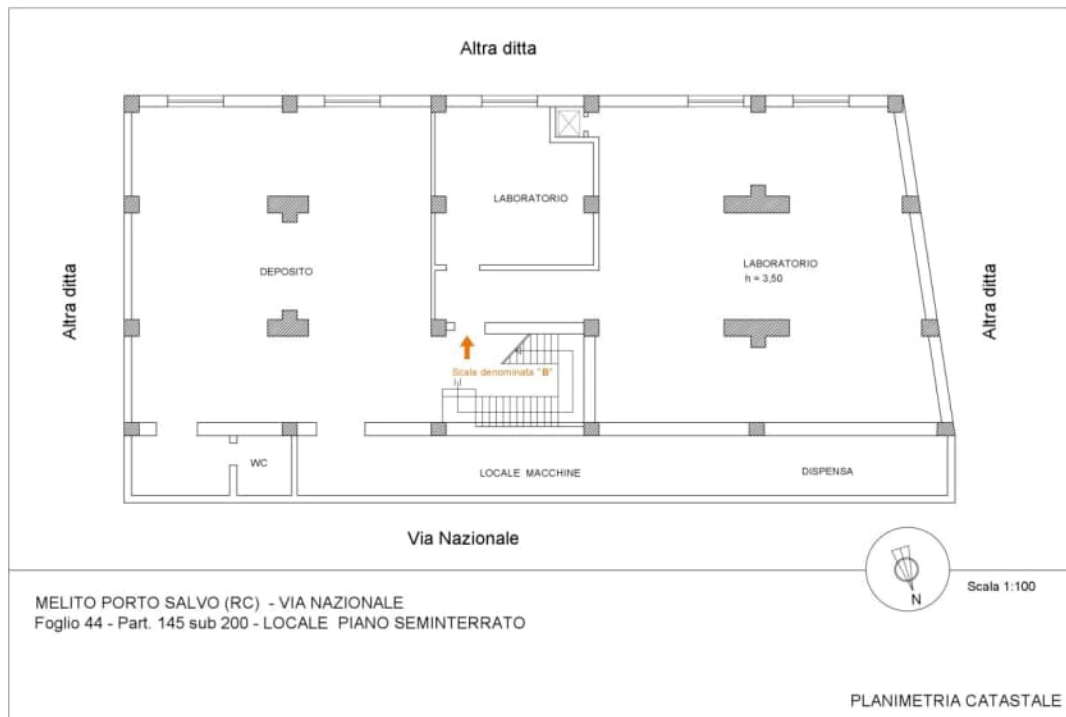 Altra ditta
LABORATORIO
DEPOSITO
LABORATORIO
h = 3,50
Altra ditta
Altra ditta
Scala denominata "B"
WC
LOCALE MACCHINE
DISPENSA
Via Nazionale
N
Scala 1:100
MELITO PORTO SALVO (RC) - VIA NAZIONALE
Foglio 44 - Part. 145 sub 200 - LOCALE PIANO SEMINTERRATO
PLANIMETRIA CATASTALE